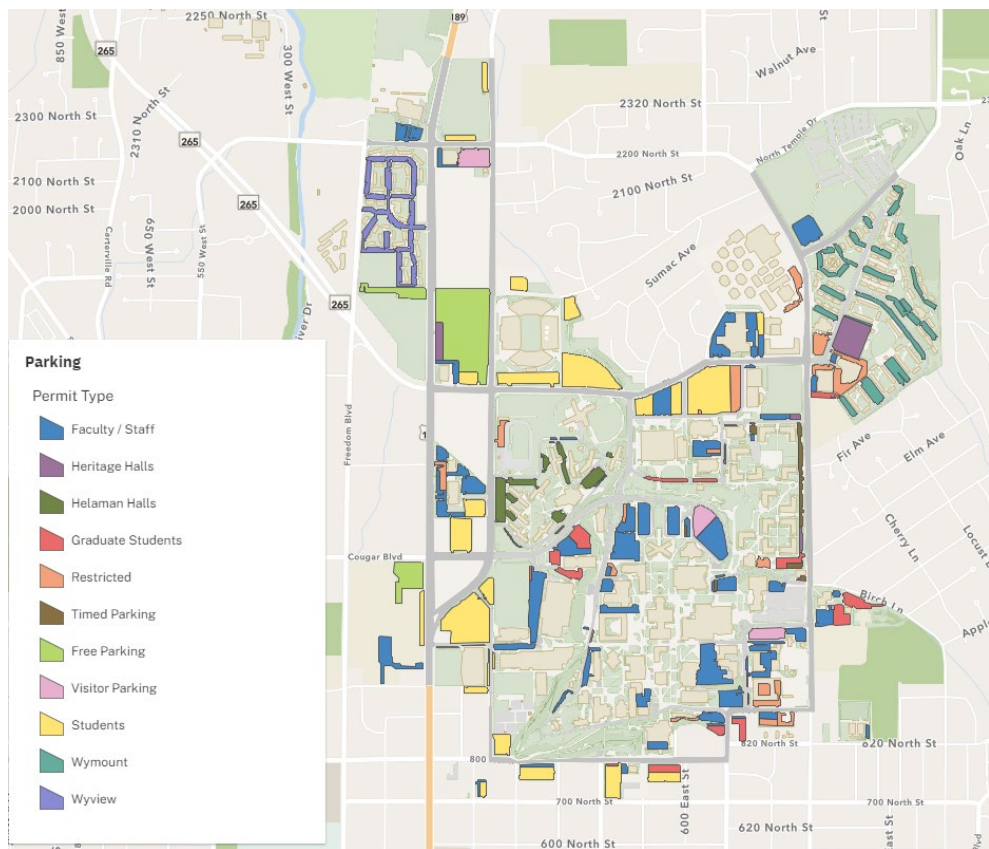 2250 North St
189
850 West St
265
300 West St
Walnut Ave
2300 North St
2310 N
North St
265
2320 North St
North Temple Dr
Oak Ln
2200 North St
2100 North St
2000 North St
265
2100 North St
650 West St
550 West St
Carterville Rd
Sumac Ave
265
Parking
Permit Type
Faculty / Staff
Heritage Halls
Helaman Halls
Graduate Students
Restricted
Timed Parking
Free Parking
Visitor Parking
Students
Wymount
Wyview
Freedom Blvd
Fir Ave
Elm Ave
Cherry Ln
Cougar Blvd
Birch Ln
820 North St
820 North St
800
700 North St
600 East St
700 North St
620 North St
600 North St